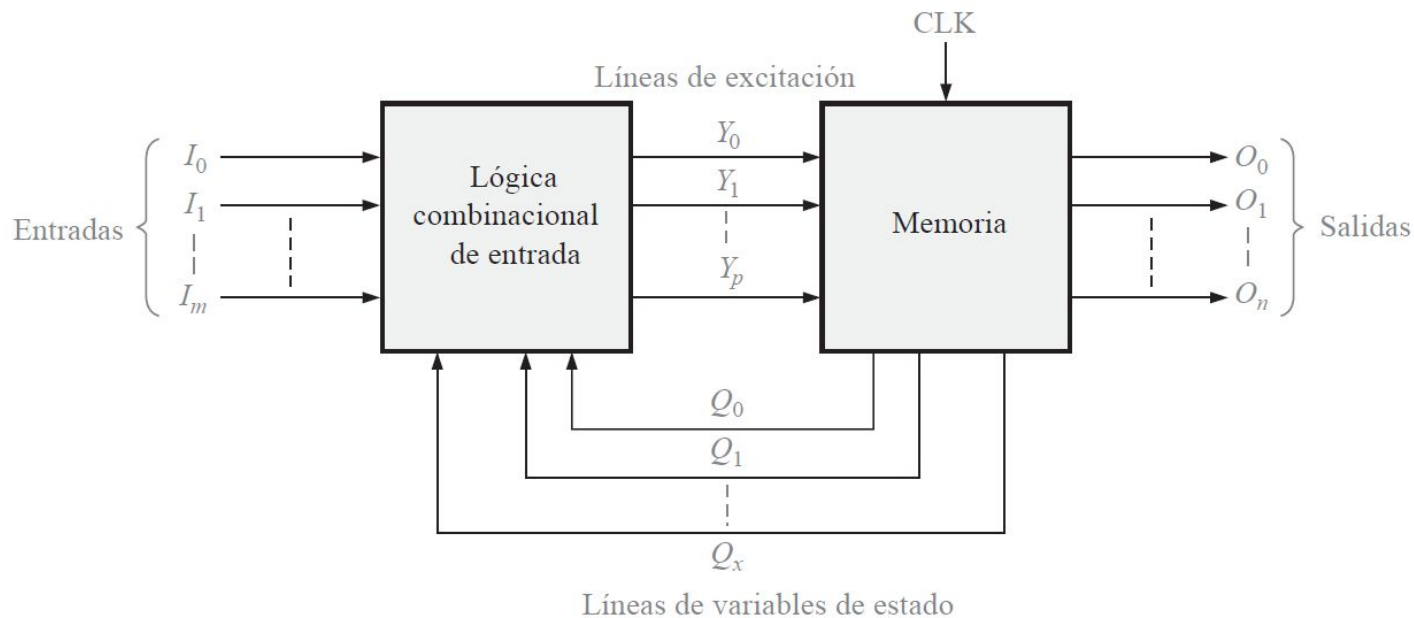 CLK
Líneas de excitación
Entradas
I0
I1
Im
Lógica
combinacional
de entrada
Y0
Y1
Yp
Memoria
O0
O1
On
Salidas
Q0
Q1
Qx
Líneas de variables de estado